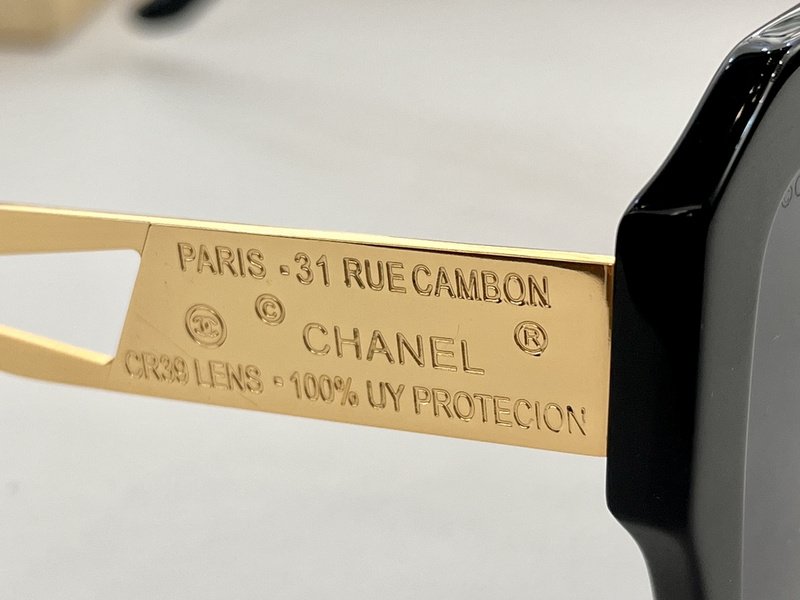 PARIS - 31 RUE CAMBON
© CHANEL ®
CR39 LENS - 100% UY PROTECION